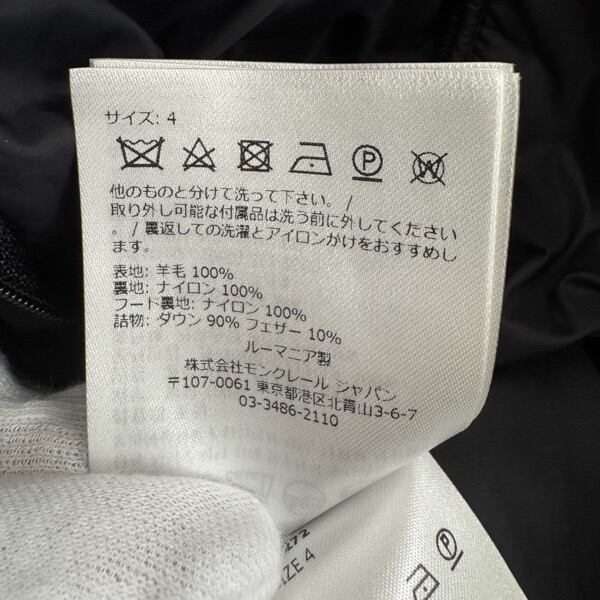 サイズ: 4
他のものと分けて洗って下さい。/
取り外し可能な付属品は洗う前に外してください
。/ 裏返しての洗濯とアイロンかけをおすすめし
ます。
表地: 羊毛 100%
裏地: ナイロン 100%
フード裏地: ナイロン 100%
詰物: ダウン 90% フェザー 10%
ルーマニア製
株式会社モンクレール ジャパン
〒107-0061 東京都港区北青山3-6-7
03-3486-2110
P
W
272
ZE 4
P